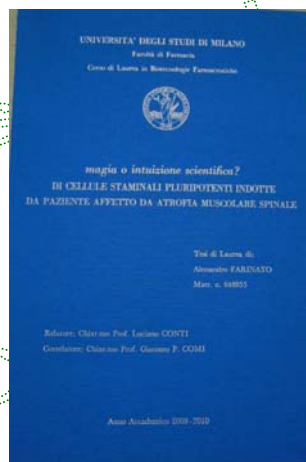 UNIVERSITA' DEGLI STUDI DI MILANO
Facoltà di Farmacia
Corso di Laurea in Biotecnologie Farmaceutiche
magia o intuizione scientifica?
DI CELLULE STAMINALI PLURIPOTENTI INDOTTE
DA PAZIENTE AFFETTO DA ATROFIA MUSCOLARE SPINALE
Tesi di Laurea di:
Alessandro FARINATO
Matr. n.
Relatore: Chiar.mo Prof. Luciano CONTI
Correlatore: Chiar.mo Prof. Giacomo P. COMI
Anno Accademico 2009-2010